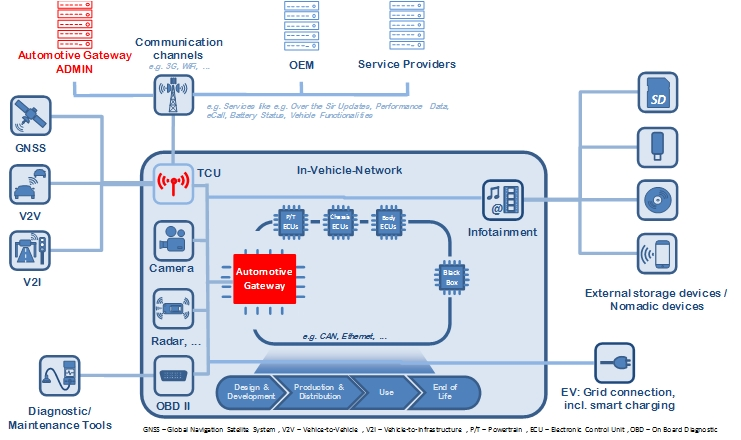 Automotive Gateway
ADMIN
Communication
channels
e.g. 3G, WiFi, ...
OEM
Service Providers
e.g. Services like e.g. Over the Sir Updates, Performance Data,
eCall, Battery Status, Vehicle Functionalities
GNSS
V2V
V2I
TCU
In-Vehicle-Network
P/T
ECUs
Chassis
ECUs
Body
ECUs
@
Infotainment
SD
Camera
Automotive
Gateway
Black
Box
External storage devices /
Nomadic devices
Radar, ...
e.g. CAN, Ethernet, ...
OBD II
Design &
Development
Production &
Distribution
Use
End of
Life
Diagnostic/
Maintenance Tools
EV: Grid connection,
incl. smart charging
GNSS – Global Navigation Satelite System , V2V – Vehice-to-Vehicle , V2I – Vehicle-to-Infrastructure , P/T – Powertrain , ECU – Electronic Control Unit , OBD – On Board Diagnostic